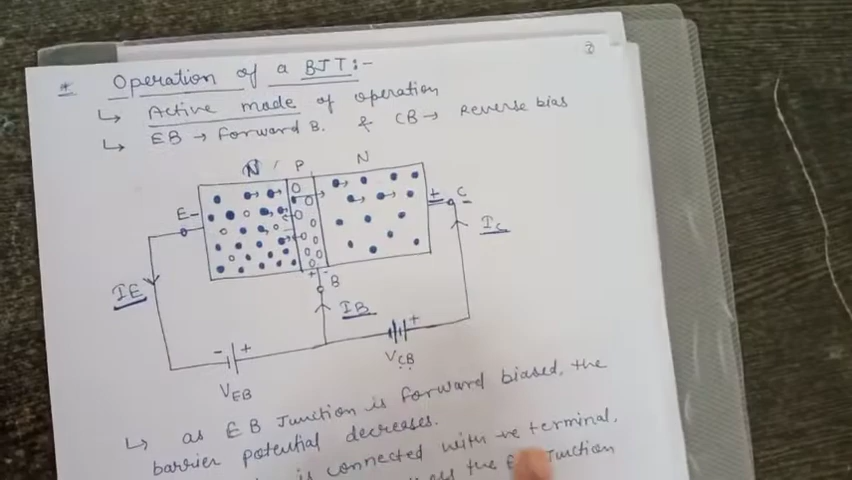 2
* Operation of a BJT:-
↳ Active mode of operation
↳ EB → Forward B. & CB → Reverse bias
N P N
E - + C -
+ - B
IE IB IC
- + +
VEB VCB
↳ as EB Junction is forward biased, the
barrier potential decreases.
is connected with -ve terminal,
the Junction